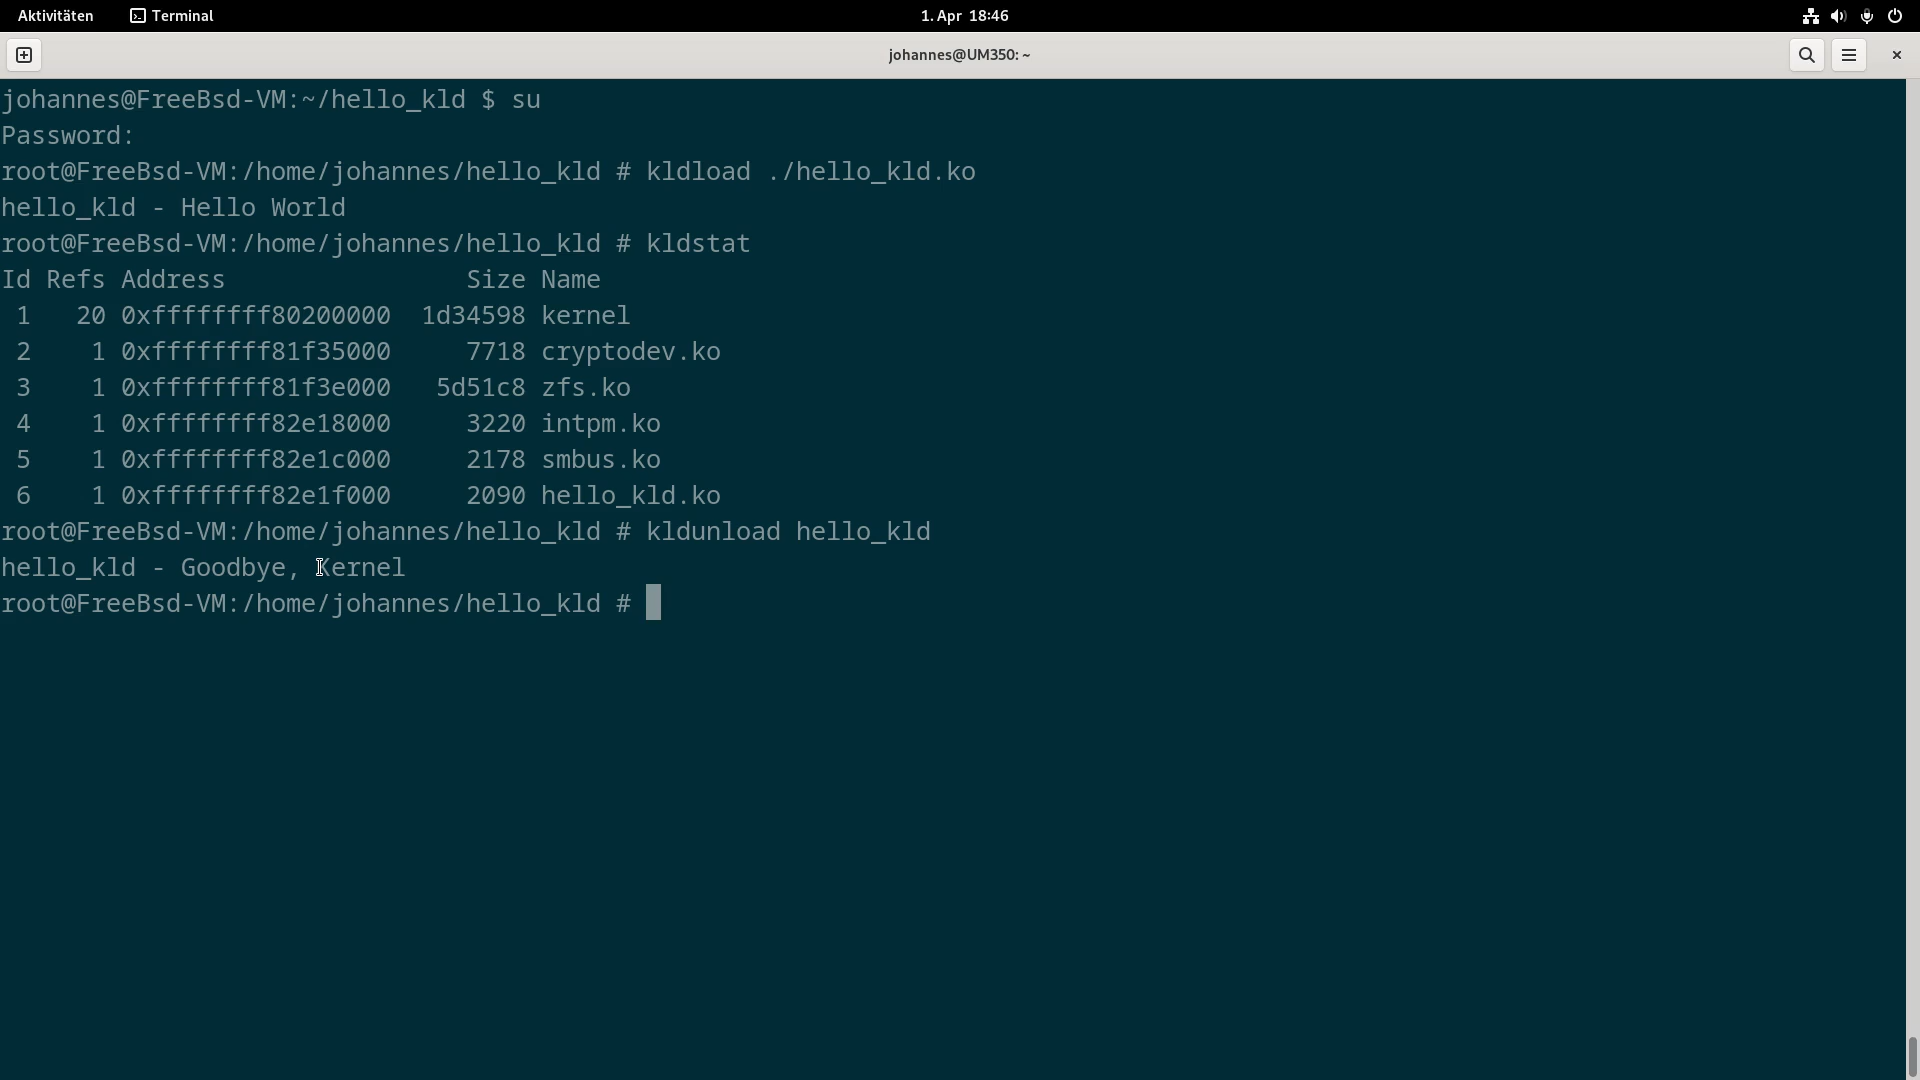 Aktivitäten Terminal 1. Apr 18:46
johannes@UM350: ~
johannes@FreeBsd-VM:~/hello_kld $ su
Password:
root@FreeBsd-VM:/home/johannes/hello_kld # kldload ./hello_kld.ko
hello_kld - Hello World
root@FreeBsd-VM:/home/johannes/hello_kld # kldstat
Id Refs Address                Size Name
 1   20 0xffffffff80200000  1d34598 kernel
 2    1 0xffffffff81f35000     7718 cryptodev.ko
 3    1 0xffffffff81f3e000   5d51c8 zfs.ko
 4    1 0xffffffff82e18000     3220 intpm.ko
 5    1 0xffffffff82e1c000     2178 smbus.ko
 6    1 0xffffffff82e1f000     2090 hello_kld.ko
root@FreeBsd-VM:/home/johannes/hello_kld # kldunload hello_kld
hello_kld - Goodbye, Kernel
root@FreeBsd-VM:/home/johannes/hello_kld #